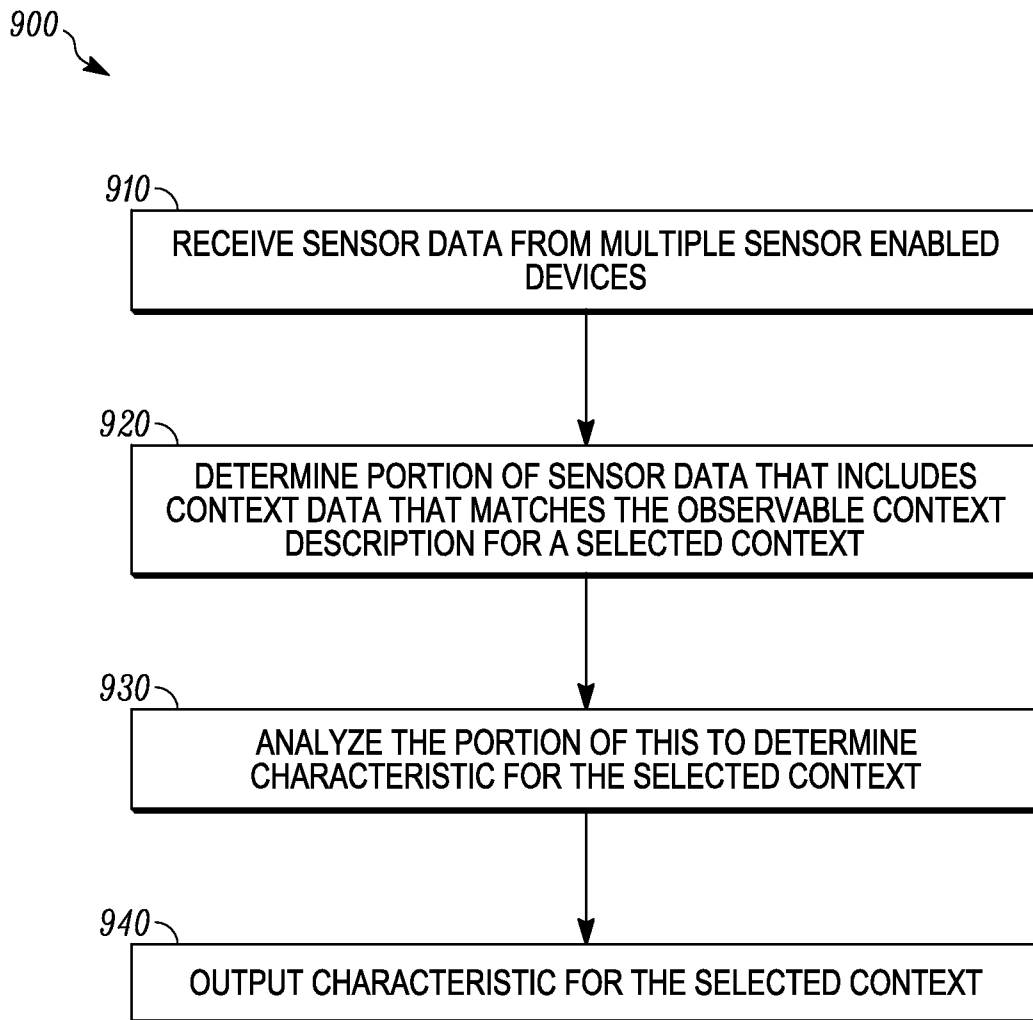 900
910
RECEIVE SENSOR DATA FROM MULTIPLE SENSOR ENABLED
DEVICES
920
DETERMINE PORTION OF SENSOR DATA THAT INCLUDES
CONTEXT DATA THAT MATCHES THE OBSERVABLE CONTEXT
DESCRIPTION FOR A SELECTED CONTEXT
930
ANALYZE THE PORTION OF THIS TO DETERMINE
CHARACTERISTIC FOR THE SELECTED CONTEXT
940
OUTPUT CHARACTERISTIC FOR THE SELECTED CONTEXT